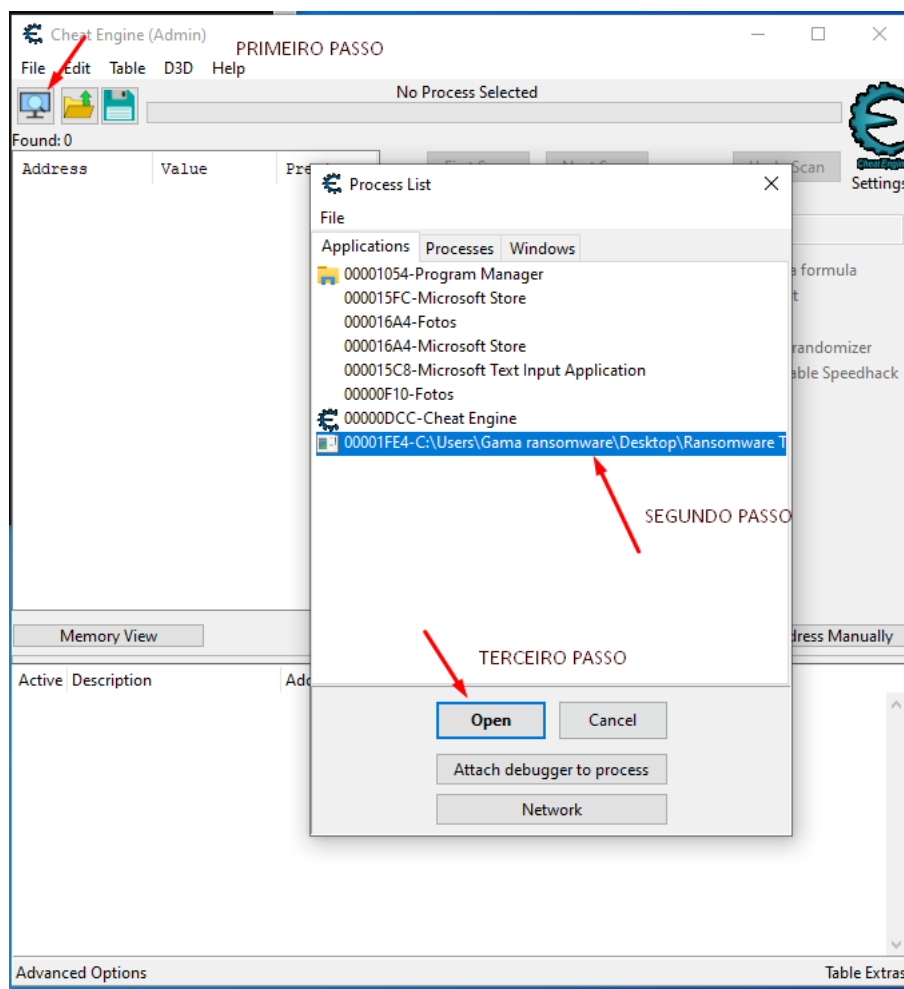 Cheat Engine (Admin)
PRIMEIRO PASSO
File Edit Table D3D Help
No Process Selected
Found: 0
Address Value
Scan
Settings
Process List
File
Applications Processes Windows
00001054-Program Manager
000015FC-Microsoft Store
000016A4-Fotos
000016A4-Microsoft Store
000015C8-Microsoft Text Input Application
00000F10-Fotos
00000DCC-Cheat Engine
00001FE4-C:\Users\Gama ransomware\Desktop\Ransomware T
formula
randomizer
Speedhack
SEGUNDO PASSO
Memory View
Manually
TERCEIRO PASSO
Active Description
Open Cancel
Attach debugger to process
Network
Advanced Options Table Extras